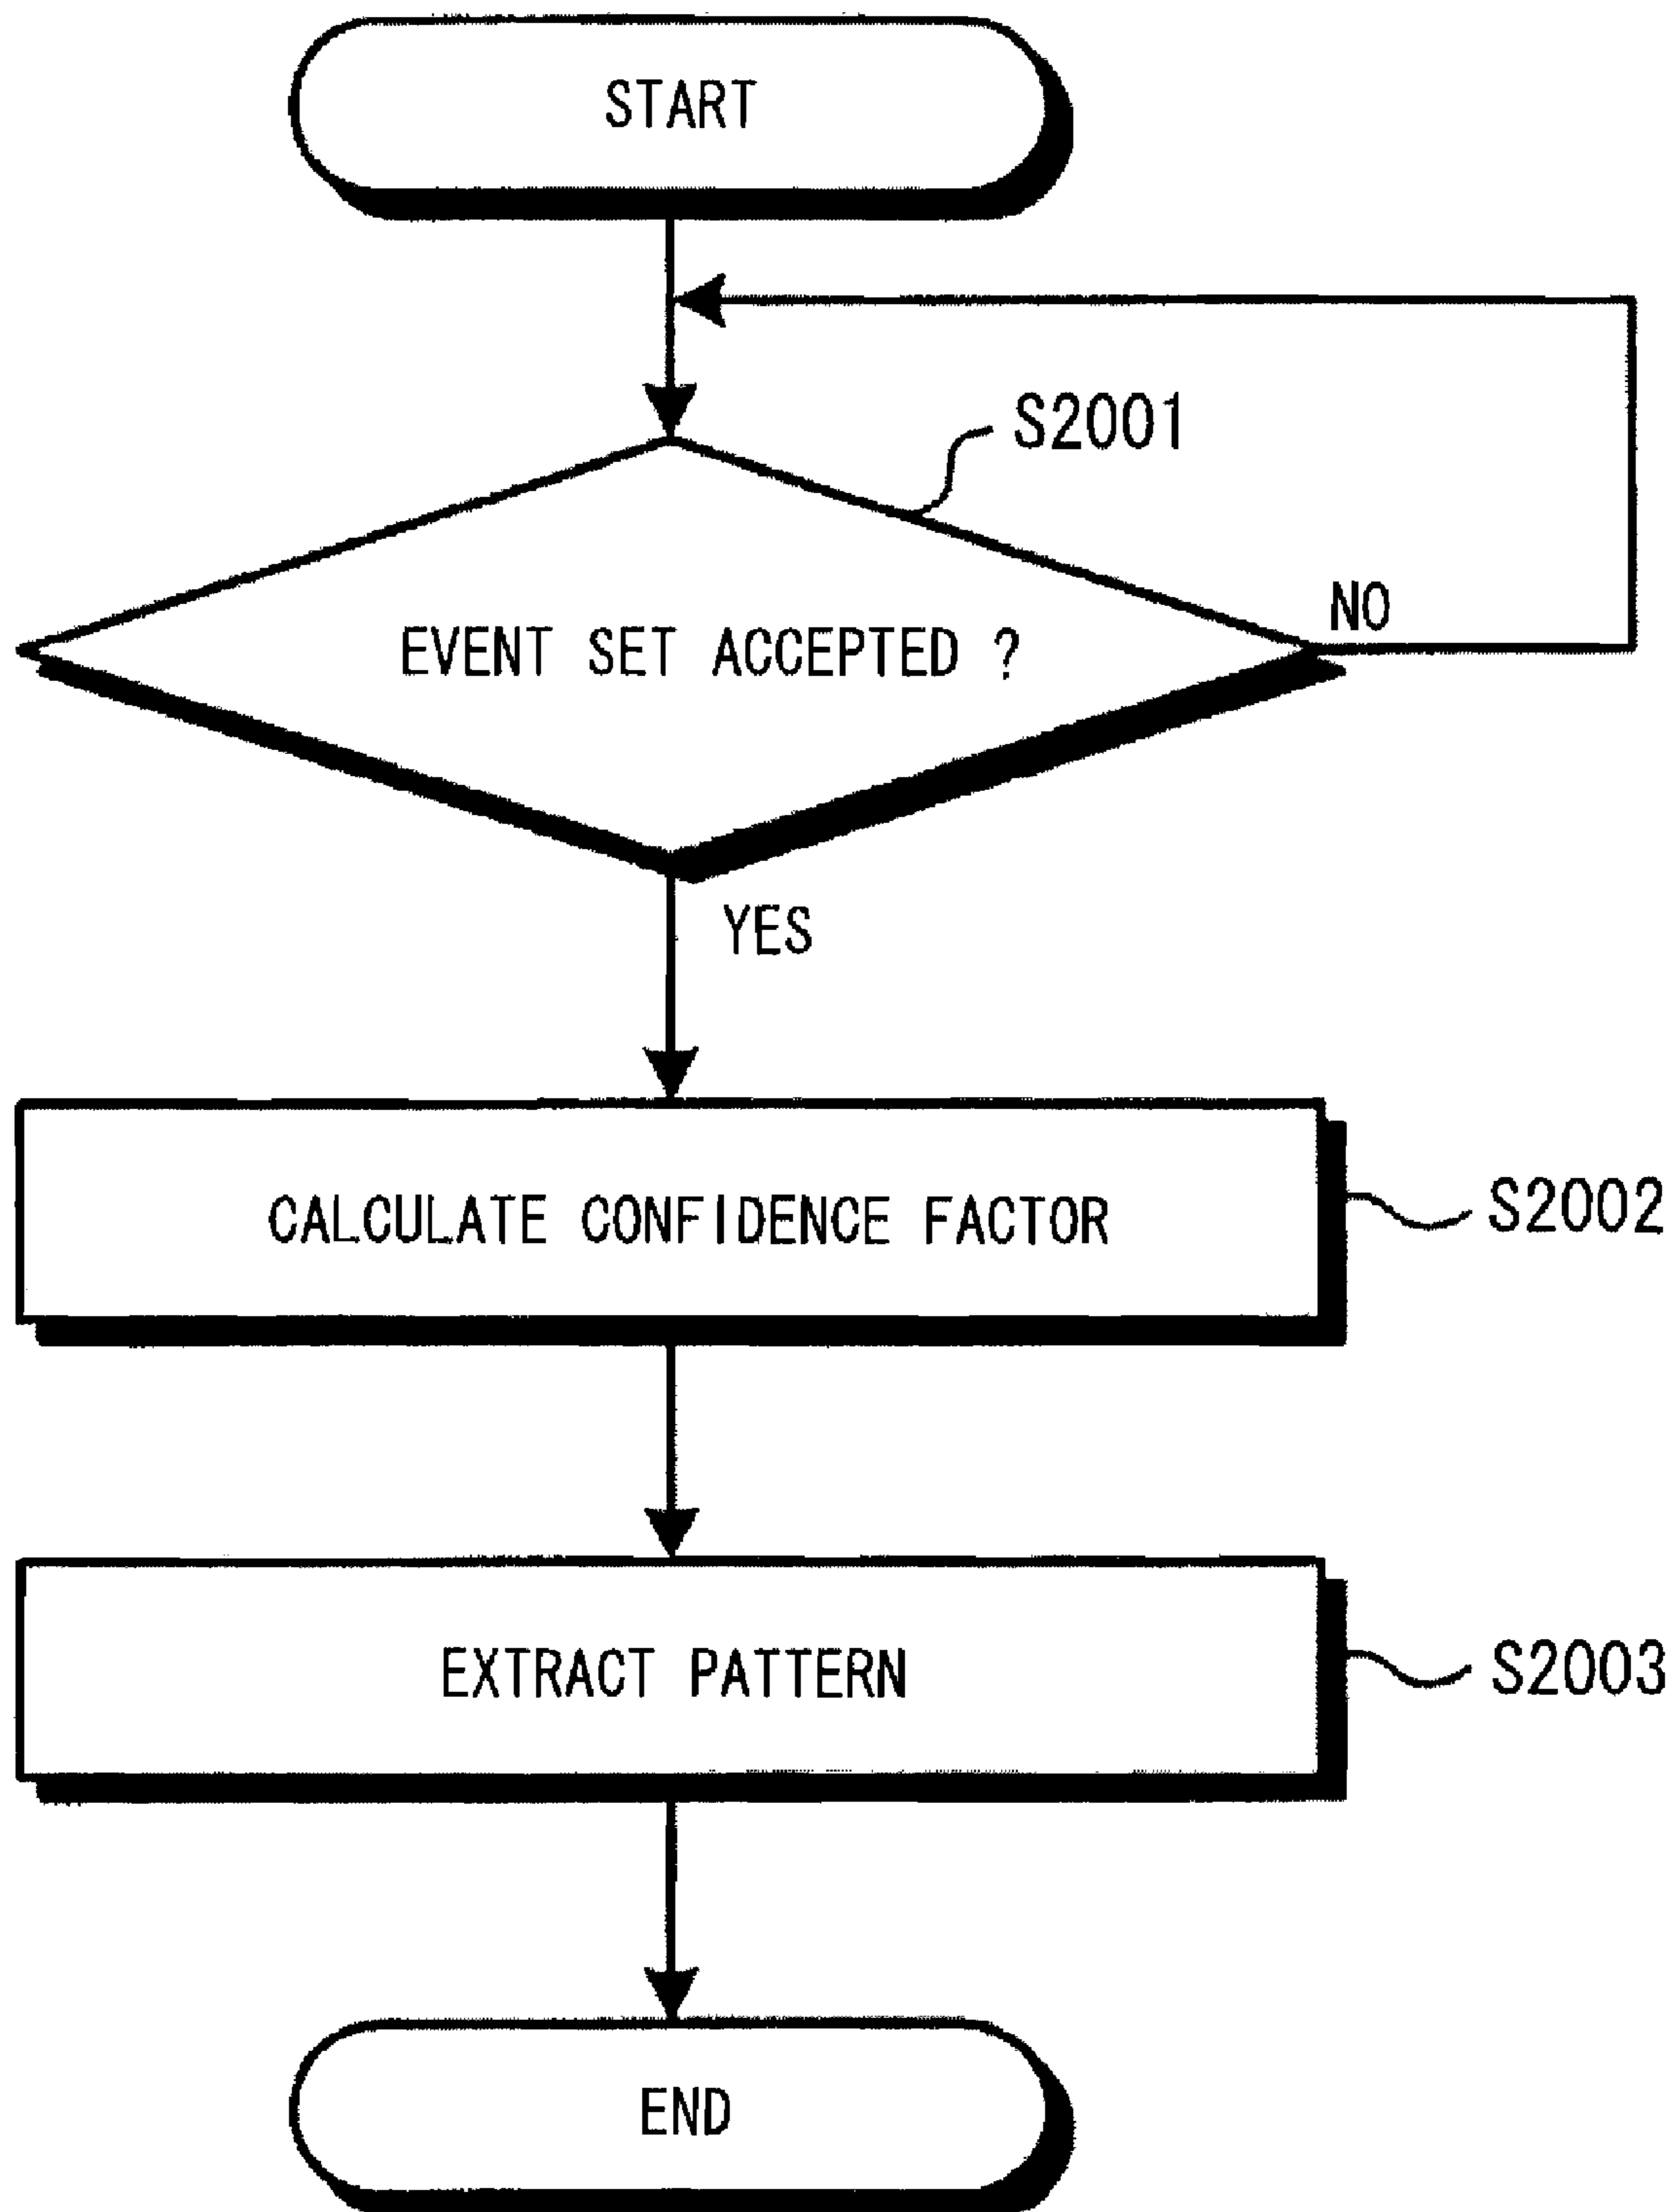 START
S2001
EVENT SET ACCEPTED ?
NO
YES
CALCULATE CONFIDENCE FACTOR
S2002
EXTRACT PATTERN
S2003
END